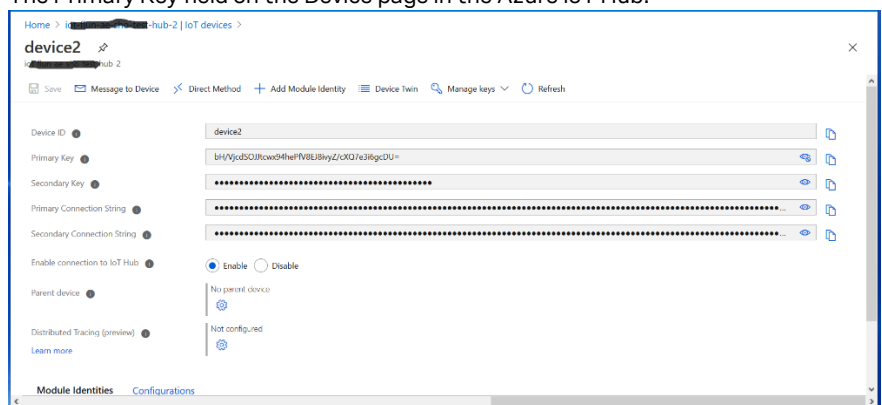 The Primary Key held on the Device page in the Azure IoT Hub.
Home > hub-2 | IoT devices >
device2
hub-2
Save Message to Device Direct Method Add Module Identity Device Twin Manage keys Refresh
Device ID device2
Primary Key bH/VjcdSOJRtcwx94hePfV8EJ8ivyZ/cXQ7e3i6gcDU=
Secondary Key
Primary Connection String ...
Secondary Connection String ...
Enable connection to IoT Hub Enable Disable
Parent device No parent device
Distributed Tracing (preview) Not configured
Learn more
Module Identities Configurations